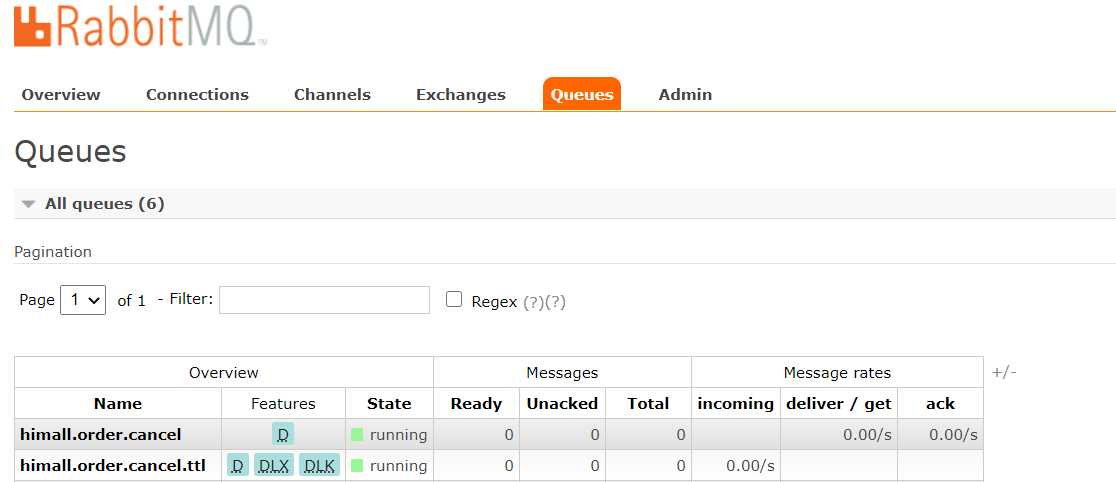 RabbitMQ TM
Overview Connections Channels Exchanges Queues Admin
Queues
All queues (6)
Pagination
Page 1 of 1 - Filter: Regex (?)(?)
Overview Messages Message rates +/-
Name Features State Ready Unacked Total incoming deliver / get ack
himall.order.cancel D running 0 0 0 0.00/s 0.00/s
himall.order.cancel.ttl D DLX DLK running 0 0 0 0.00/s